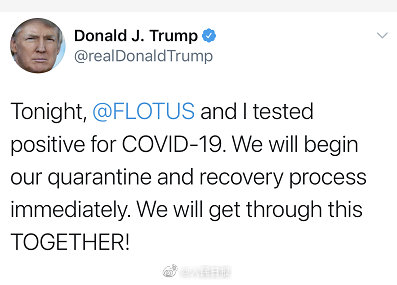 Donald J. Trump
@realDonaldTrump
Tonight, @FLOTUS and I tested
positive for COVID-19. We will begin
our quarantine and recovery process
immediately. We will get through this
TOGETHER!